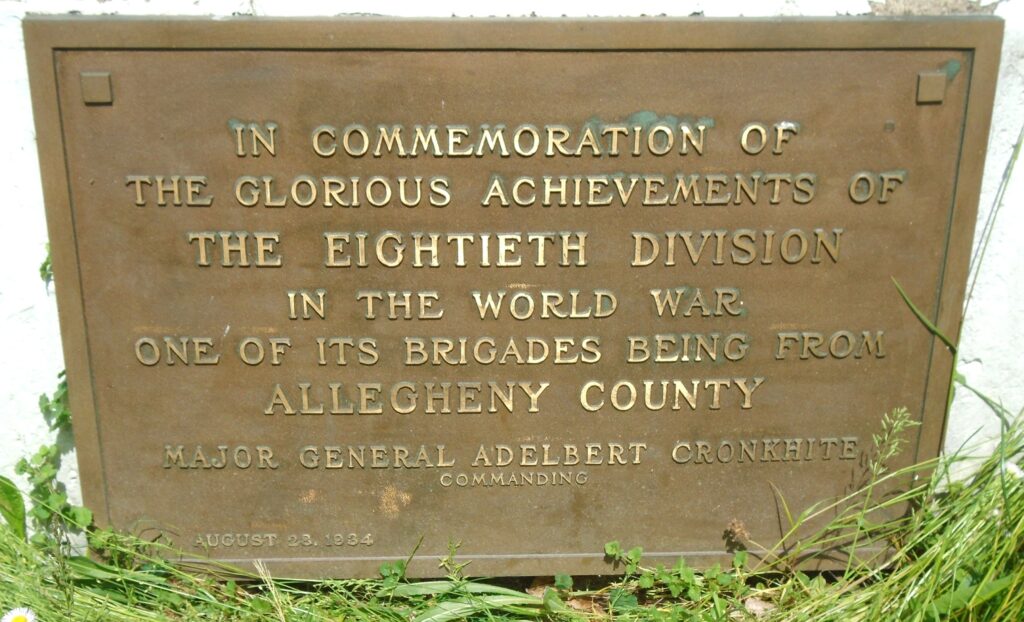 IN COMMEMORATION OF
THE GLORIOUS ACHIEVEMENTS OF
THE EIGHTIETH DIVISION
IN THE WORLD WAR
ONE OF ITS BRIGADES BEING FROM
ALLEGHENY COUNTY
MAJOR GENERAL ADELBERT CRONKHITE
COMMANDING
AUGUST 23, 1934